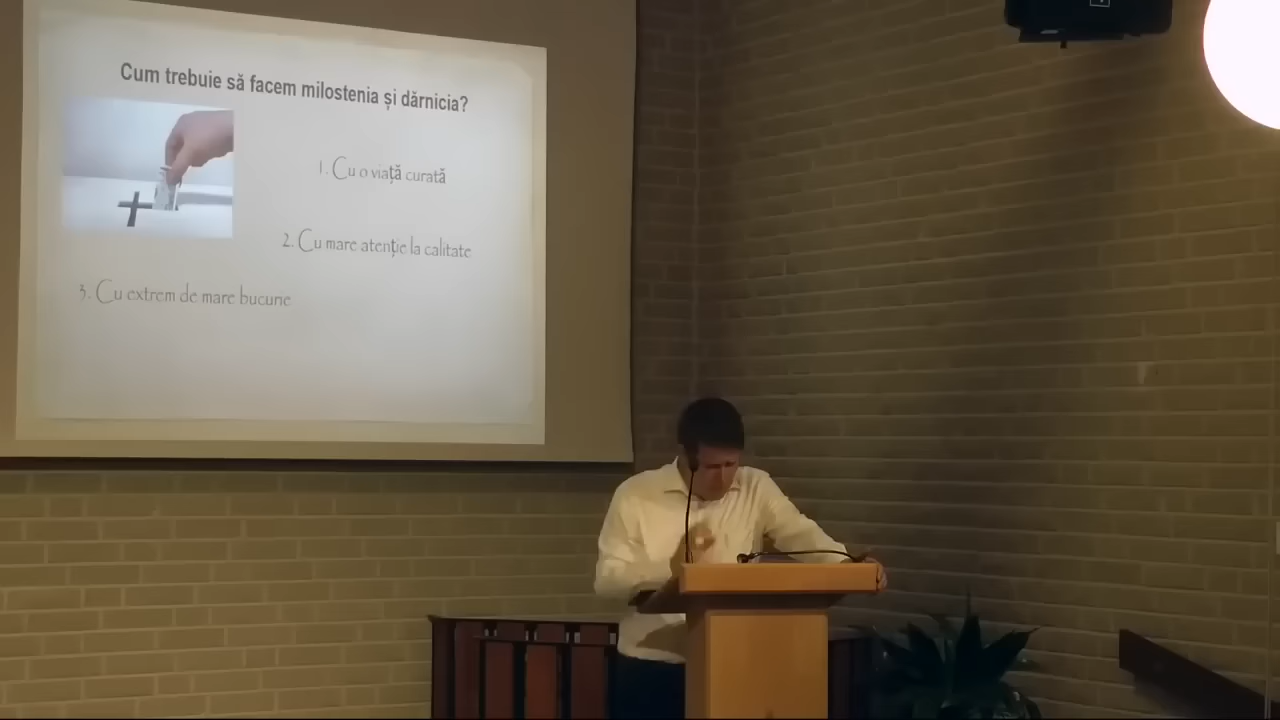 Cum trebuie să facem milostenia și dărnicia?
1. Cu o viață curată
2. Cu mare atenție la calitate
3. Cu extrem de mare bucurie